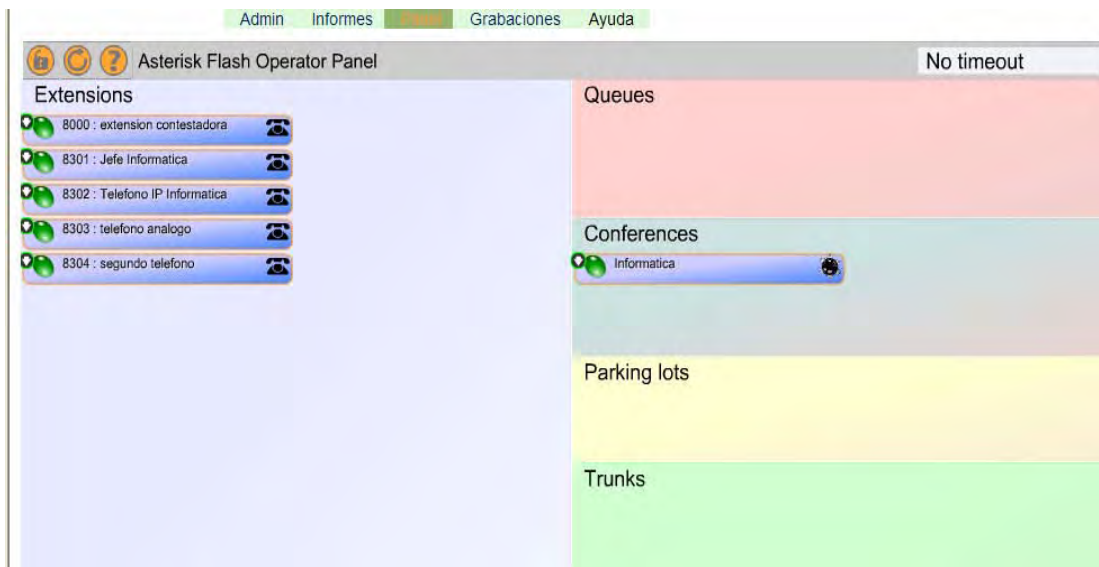 Admin Informes Panel Grabaciones Ayuda
? Asterisk Flash Operator Panel No timeout
Extensions
8000 : extension contestadora
8301 : Jefe Informatica
8302 : Telefono IP Informatica
8303 : telefono analogo
8304 : segundo telefono
Queues
Conferences
Informatica
Parking lots
Trunks